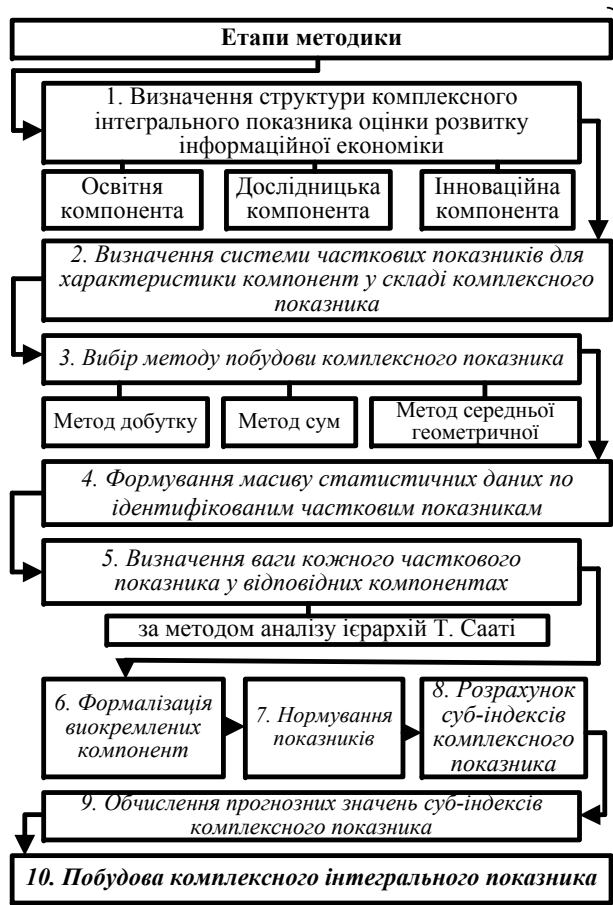 Етапи методики
1. Визначення структури комплексного
інтегрального показника оцінки розвитку
інформаційної економіки
Освітня
компонента
Дослідницька
компонента
Інноваційна
компонента
2. Визначення системи часткових показників для
характеристики компонент у складі комплексного
показника
3. Вибір методу побудови комплексного показника
Метод добутку
Метод сум
Метод середньої
геометричної
4. Формування масиву статистичних даних по
ідентифікованим частковим показникам
5. Визначення ваги кожного часткового
показника у відповідних компонентах
за методом аналізу ієрархій Т. Сааті
6. Формалізація
виокремлених
компонент
7. Нормування
показників
8. Розрахунок
суб-індексів
комплексного
показника
9. Обчислення прогнозних значень суб-індексів
комплексного показника
10. Побудова комплексного інтегрального показника